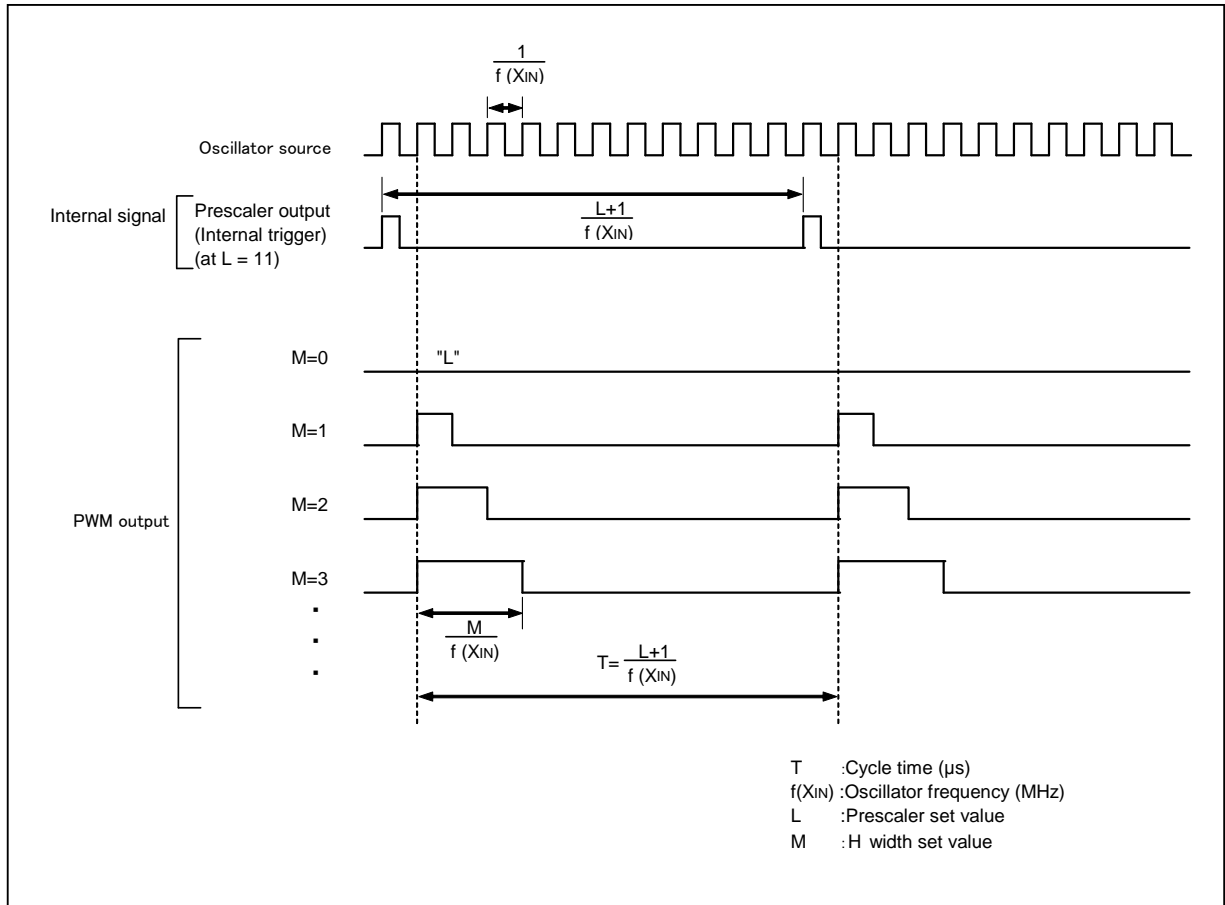 1
f (XIN)
Oscillator source
Internal signal
Prescaler output
(Internal trigger)
(at L = 11)
L+1
f (XIN)
M=0
"L"
M=1
M=2
PWM output
M=3
.
.
.
M
f (XIN)
T= L+1
f (XIN)
T :Cycle time (µs)
f(XIN) :Oscillator frequency (MHz)
L :Prescaler set value
M :H width set value